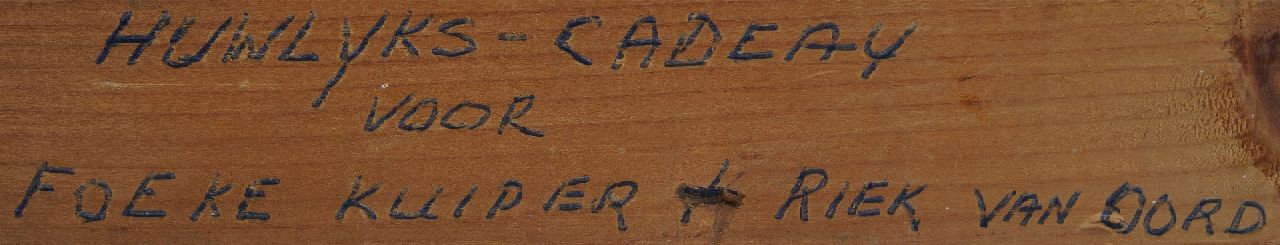 HUWLYKS-CADEAU
VOOR
FOEKE KUIPER + RIEK VAN OORD